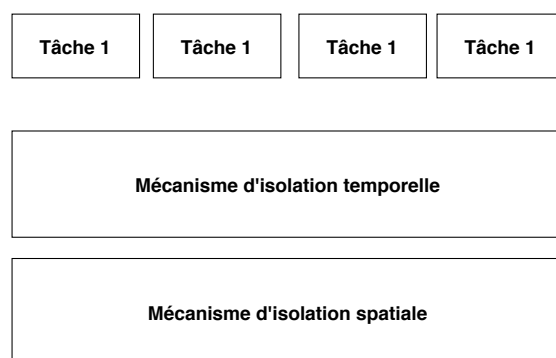 Tâche 1 Tâche 1 Tâche 1 Tâche 1
Mécanisme d'isolation temporelle
Mécanisme d'isolation spatiale